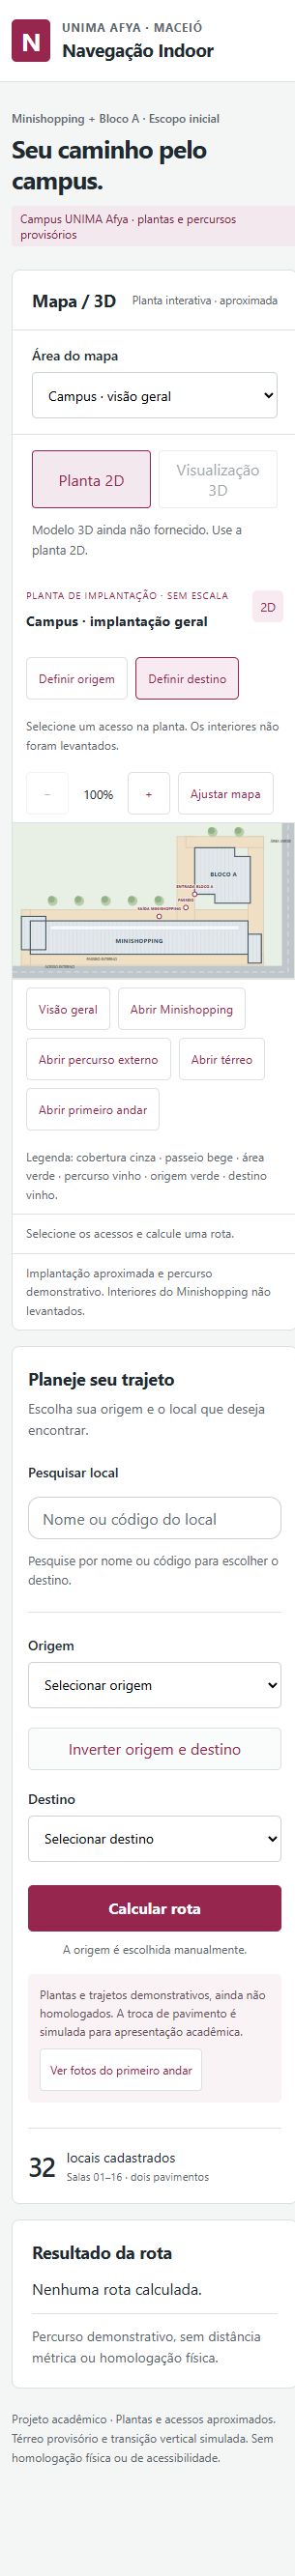 N
UNIMA AFYA · MACEIÓ
Navegação Indoor
Minishopping + Bloco A · Escopo inicial
Seu caminho pelo
campus.
Campus UNIMA Afya · plantas e percursos
provisórios
Mapa / 3D
Planta interativa · aproximada
Área do mapa
Campus · visão geral
Planta 2D
Visualização
3D
Modelo 3D ainda não fornecido. Use a
planta 2D.
PLANTA DE IMPLANTAÇÃO · SEM ESCALA
Campus · implantação geral
2D
Definir origem
Definir destino
Selecione um acesso na planta. Os interiores não
foram levantados.
−
100%
+
Ajustar mapa
BLOCO A
ENTRADA BLOCO A
PASSEIO
SAÍDA MINISHOPPING
MINISHOPPING
PASSEIO EXTERNO
Visão geral
Abrir Minishopping
Abrir percurso externo
Abrir térreo
Abrir primeiro andar
Legenda: cobertura cinza · passeio bege · área
verde · percurso vinho · origem verde · destino
vinho.
Selecione os acessos e calcule uma rota.
Implantação aproximada e percurso
demonstrativo. Interiores do Minishopping não
levantados.
Planeje seu trajeto
Escolha sua origem e o local que deseja
encontrar.
Pesquisar local
Nome ou código do local
Pesquise por nome ou código para escolher o
destino.
Origem
Selecionar origem
Inverter origem e destino
Destino
Selecionar destino
Calcular rota
A origem é escolhida manualmente.
Plantas e trajetos demonstrativos, ainda não
homologados. A troca de pavimento é
simulada para apresentação acadêmica.
Ver fotos do primeiro andar
32
locais cadastrados
Salas 01–16 · dois pavimentos
Resultado da rota
Nenhuma rota calculada.
Percurso demonstrativo, sem distância
métrica ou homologação física.
Projeto acadêmico · Plantas e acessos aproximados.
Térreo provisório e transição vertical simulada. Sem
homologação física ou de acessibilidade.